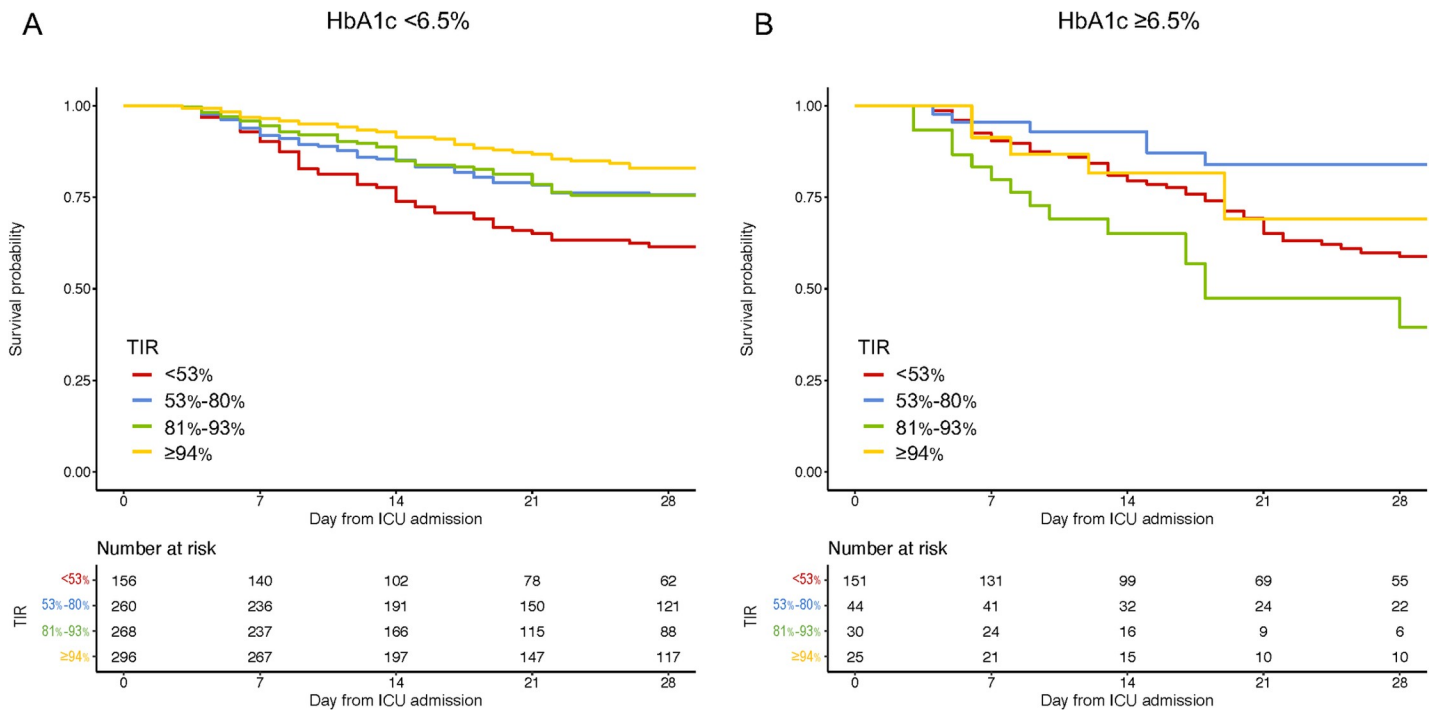 A
HbA1c <6.5%
Survival probability
1.00
0.75
0.50
0.25
0.00
TIR
<53%
53%-80%
81%-93%
≥94%
0 7 14 21 28
Day from ICU admission
Number at risk
TIR
<53% 156 140 102 78 62
53%-80% 260 236 191 150 121
81%-93% 268 237 166 115 88
≥94% 296 267 197 147 117
0 7 14 21 28
Day from ICU admission
B
HbA1c ≥6.5%
Survival probability
1.00
0.75
0.50
0.25
0.00
TIR
<53%
53%-80%
81%-93%
≥94%
0 7 14 21 28
Day from ICU admission
Number at risk
TIR
<53% 151 131 99 69 55
53%-80% 44 41 32 24 22
81%-93% 30 24 16 9 6
≥94% 25 21 15 10 10
0 7 14 21 28
Day from ICU admission